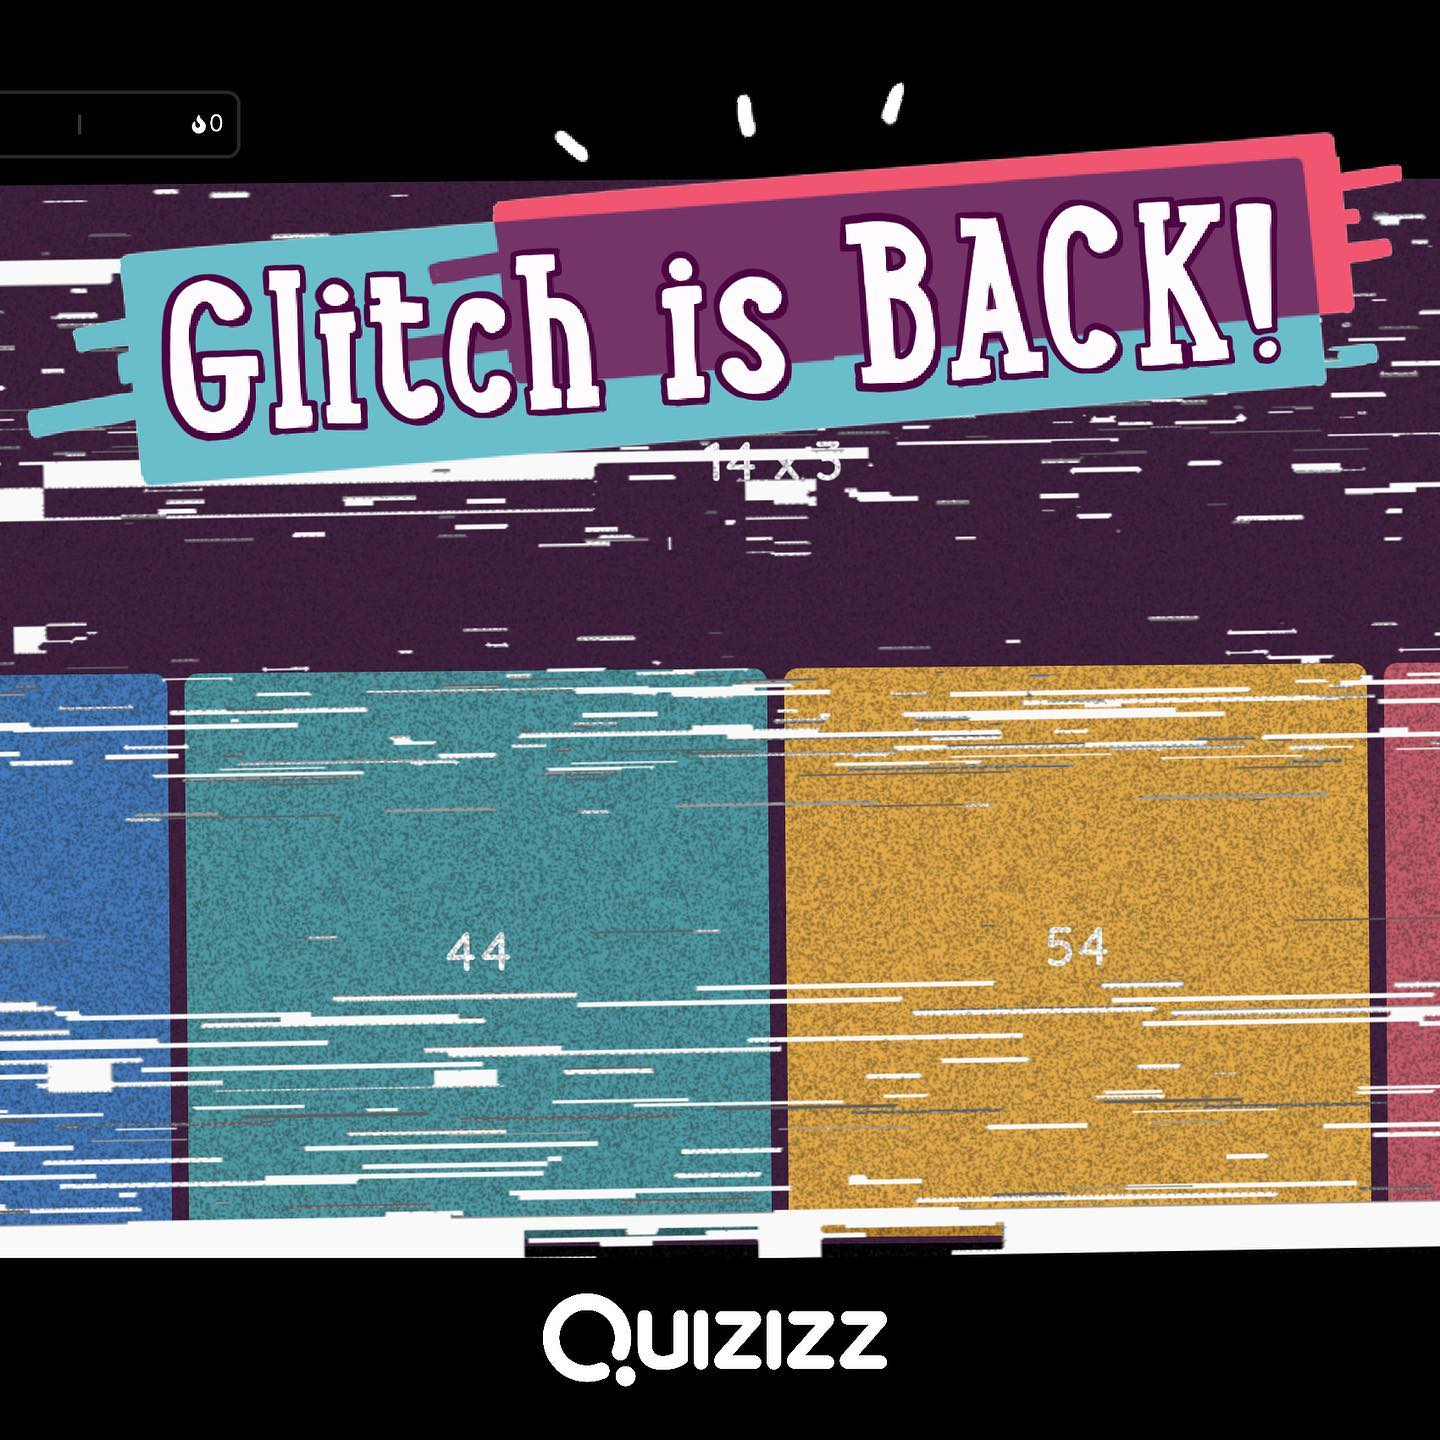 0
Glitch is BACK!
14 x 3
44
54
QUIZIZZ